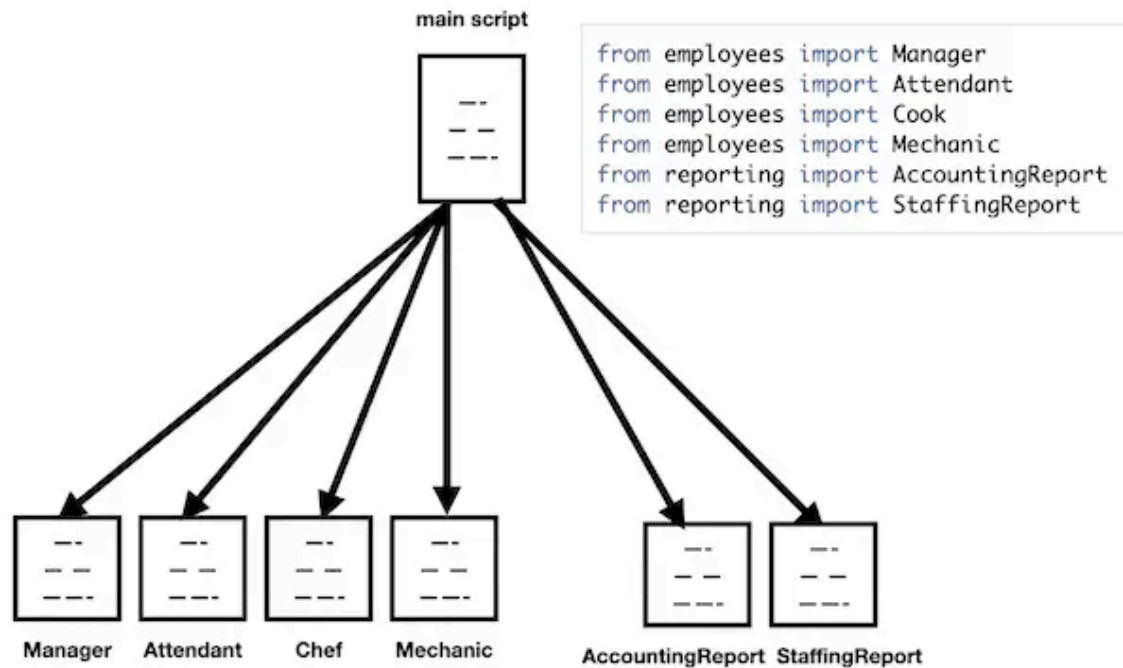 main script
from employees import Manager
from employees import Attendant
from employees import Cook
from employees import Mechanic
from reporting import AccountingReport
from reporting import StaffingReport
Manager Attendant Chef Mechanic
AccountingReport StaffingReport